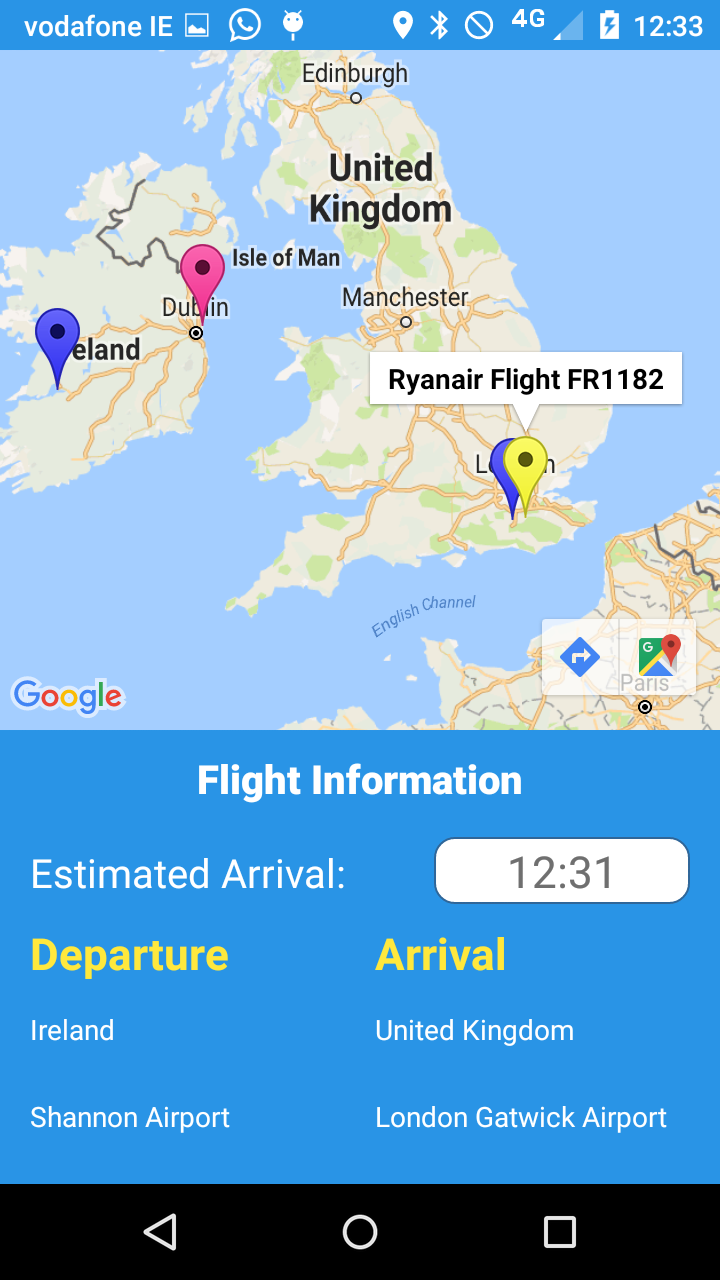 vodafone IE 4G 12:33
Edinburgh
United
Kingdom
Isle of Man
Dublin
Manchester
eland
Ryanair Flight FR1182
English Channel
Paris
Google
Flight Information
Estimated Arrival: 12:31
Departure Arrival
Ireland United Kingdom
Shannon Airport London Gatwick Airport